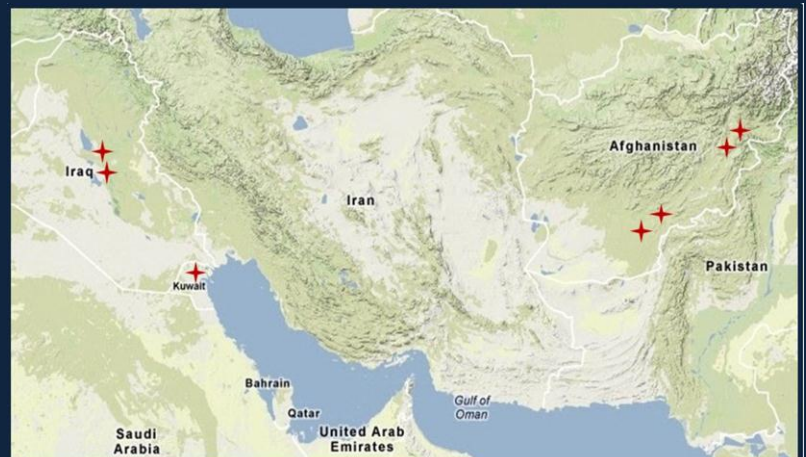 Afghanistan
Iraq
Iran
Pakistan
Kuwait
Bahrain
Qatar
Gulf of
Oman
United Arab
Emirates
Saudi
Arabia